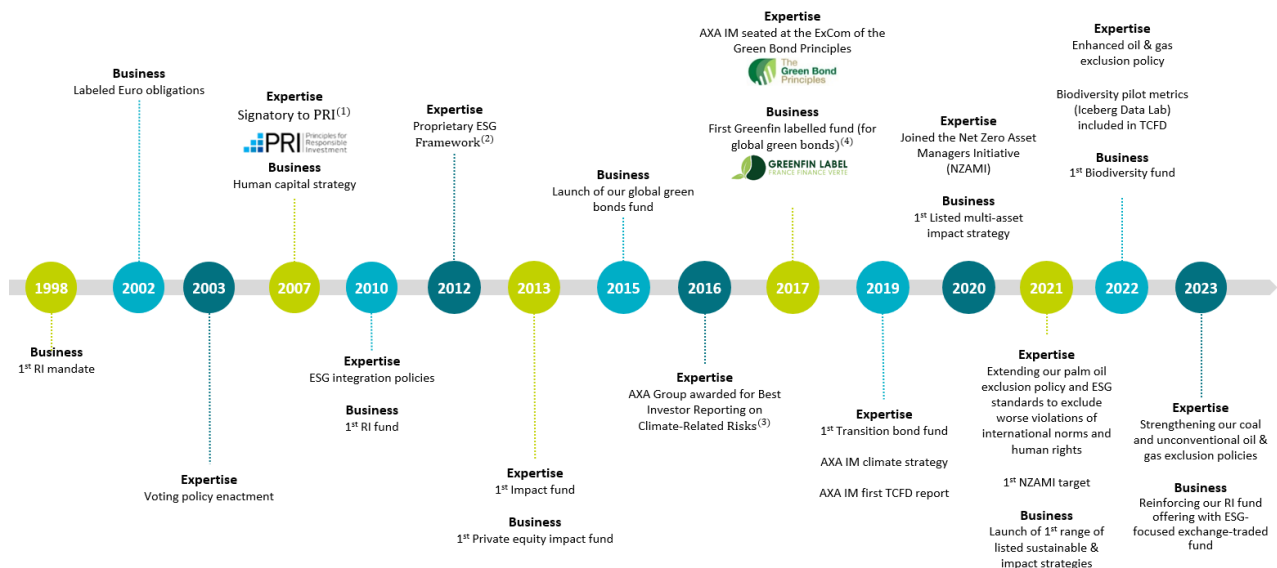 Business
Labeled Euro obligations
Expertise
Signatory to PRI(1)
PRI Principles for
Responsible
Investment
Business
Human capital strategy
Expertise
Proprietary ESG
Framework(2)
Business
Launch of our global green
bonds fund
Expertise
AXA IM seated at the ExCom of the
Green Bond Principles
The
Green Bond
Principles
Business
First Greenfin labelled fund (for
global green bonds)(4)
GREENFIN LABEL
FRANCE FINANCE VERTE
Expertise
Joined the Net Zero Asset
Managers Initiative
(NZAMI)
Business
1st Listed multi-asset
impact strategy
Expertise
Enhanced oil & gas
exclusion policy
Biodiversity pilot metrics
(Iceberg Data Lab)
included in TCFD
Business
1st Biodiversity fund
1998
2002
2003
2007
2010
2012
2013
2015
2016
2017
2019
2020
2021
2022
2023
Business
1st RI mandate
Expertise
Voting policy enactment
Expertise
ESG integration policies
Business
1st RI fund
Expertise
1st Impact fund
Business
1st Private equity impact fund
Expertise
AXA Group awarded for Best
Investor Reporting on
Climate-Related Risks(3)
Expertise
1st Transition bond fund
AXA IM climate strategy
AXA IM first TCFD report
Expertise
Extending our palm oil
exclusion policy and ESG
standards to exclude
worse violations of
international norms and
human rights
1st NZAMI target
Business
Launch of 1st range of
listed sustainable &
impact strategies
Expertise
Strengthening our coal
and unconventional oil &
gas exclusion policies
Business
Reinforcing our RI fund
offering with ESG-
focused exchange-traded
fund